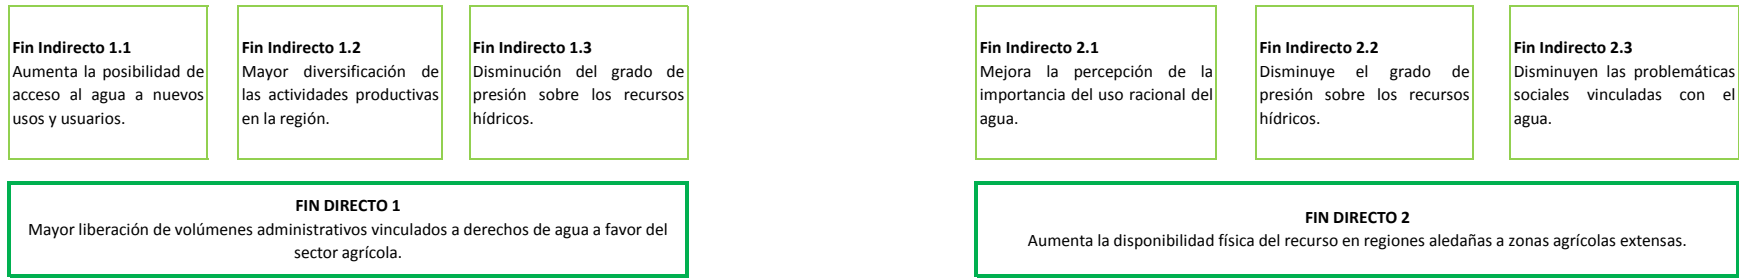 Fin Indirecto 1.1
Aumenta la posibilidad de
acceso al agua a nuevos
usos y usuarios.
Fin Indirecto 1.2
Mayor diversificación de
las actividades productivas
en la región.
Fin Indirecto 1.3
Disminución del grado de
presión sobre los recursos
hídricos.
Fin Indirecto 2.1
Mejora la percepción de la
importancia del uso racional del
agua.
Fin Indirecto 2.2
Disminuye el grado de
presión sobre los recursos
hídricos.
Fin Indirecto 2.3
Disminuyen las problemáticas
sociales vinculadas con el
agua.
FIN DIRECTO 1
Mayor liberación de volúmenes administrativos vinculados a derechos de agua a favor del
sector agrícola.
FIN DIRECTO 2
Aumenta la disponibilidad física del recurso en regiones aledañas a zonas agrícolas extensas.